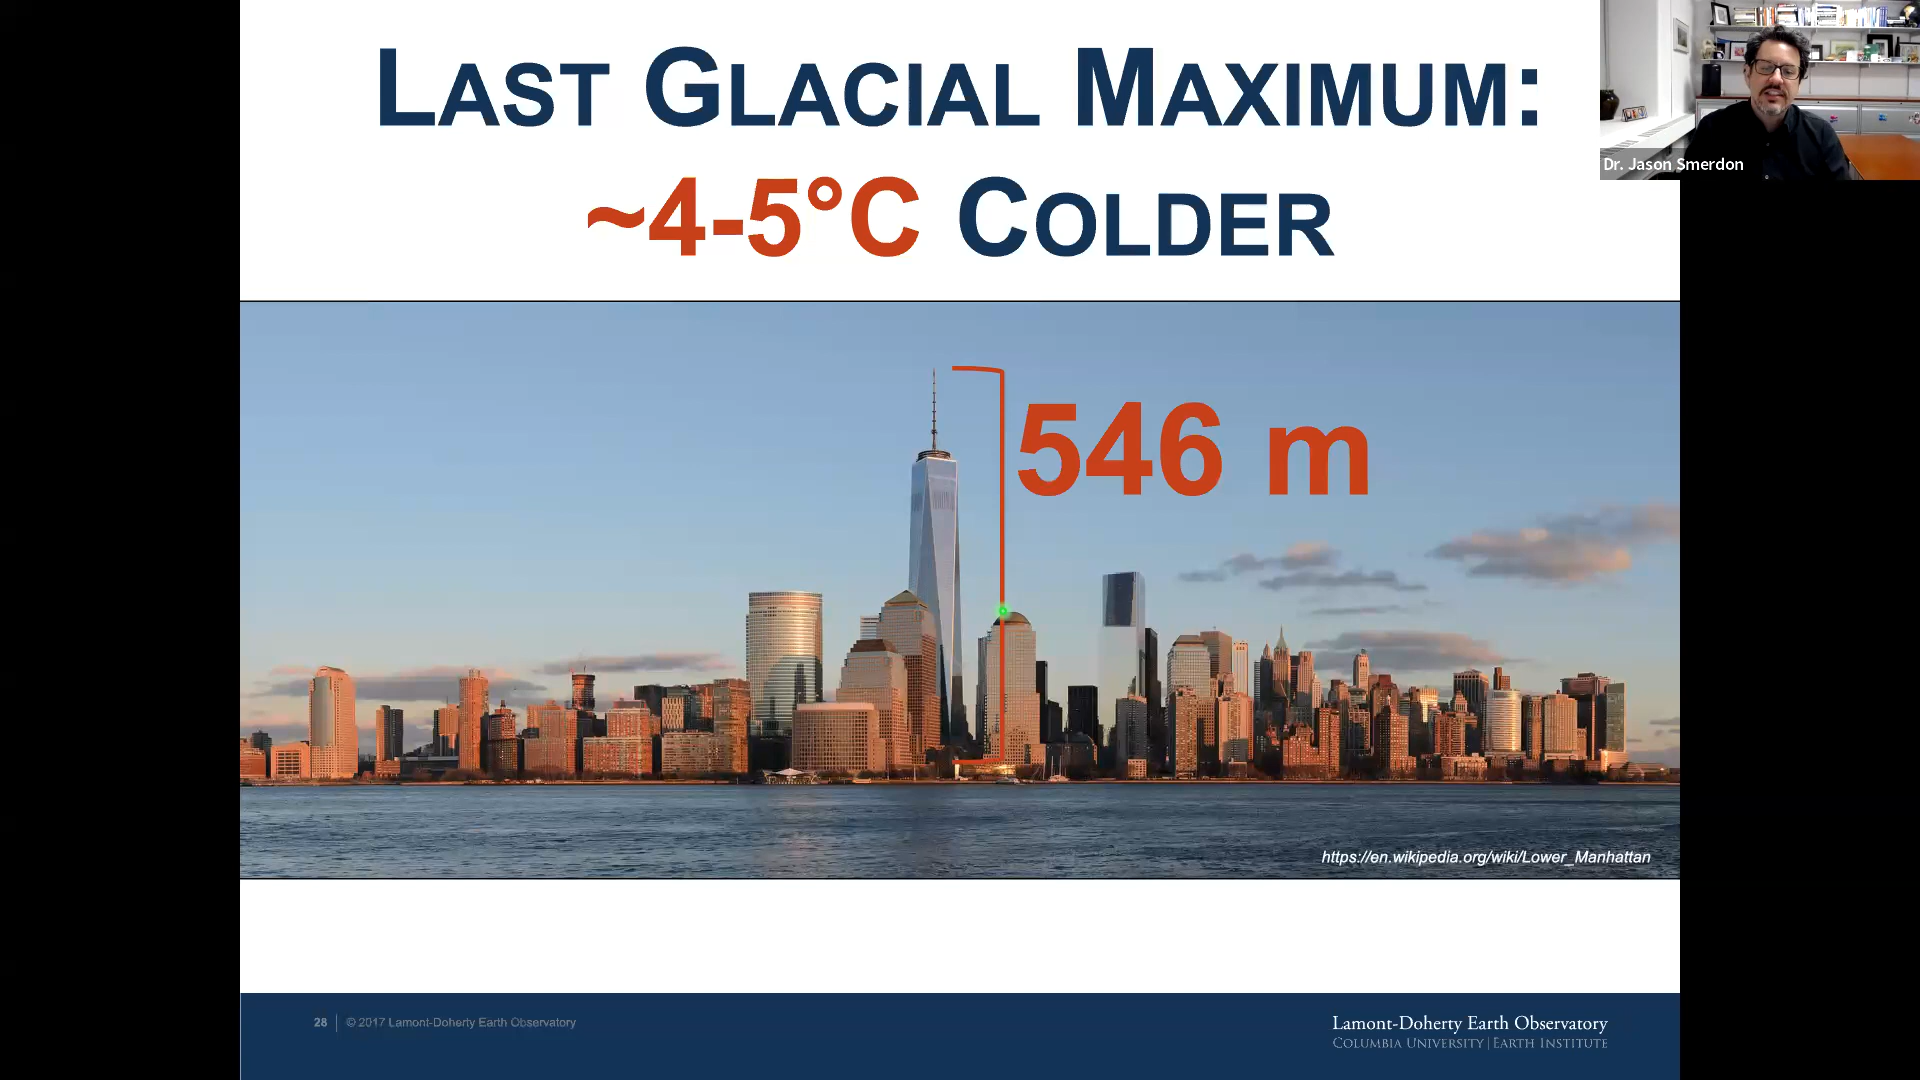 LAST GLACIAL MAXIMUM:
~4-5°C COLDER
Dr. Jason Smerdon
546 m
https://en.wikipedia.org/wiki/Lower_Manhattan
28 | © 2017 Lamont-Doherty Earth Observatory
Lamont-Doherty Earth Observatory
COLUMBIA UNIVERSITY | EARTH INSTITUTE